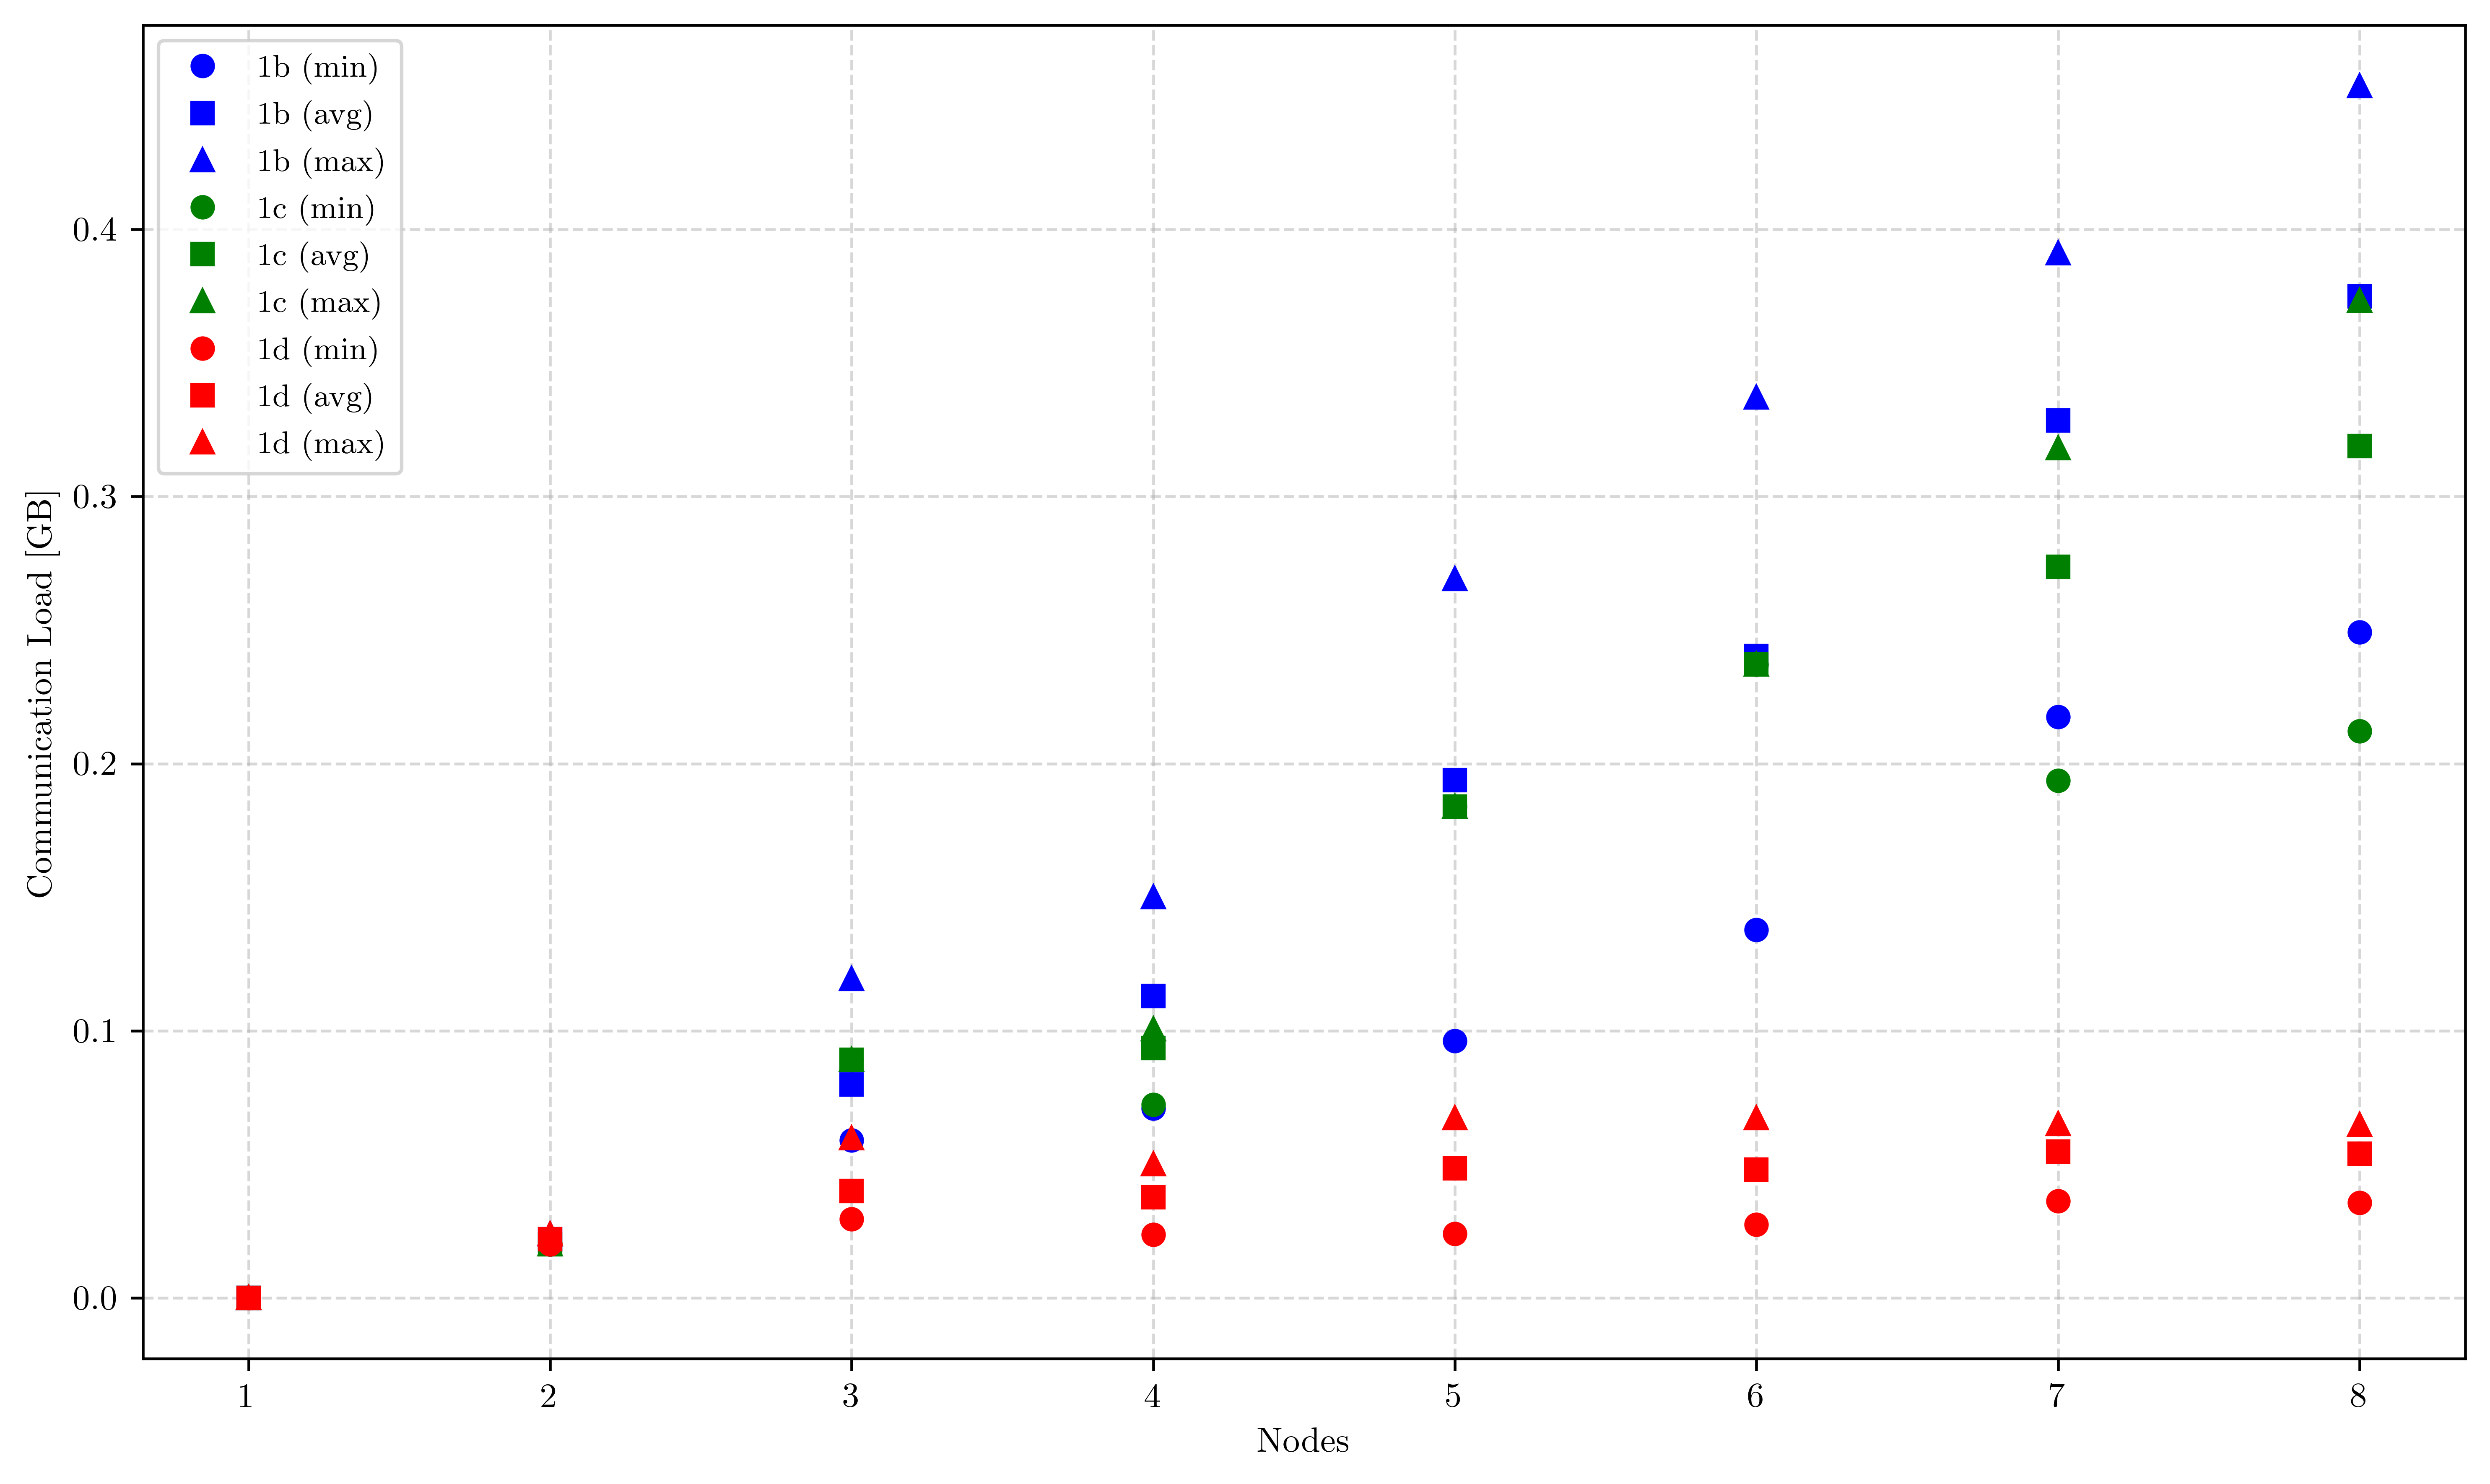 1b (min)
1b (avg)
1b (max)
1c (min)
1c (avg)
1c (max)
1d (min)
1d (avg)
1d (max)
Communication Load [GB]
0.4
0.3
0.2
0.1
0.0
1 2 3 4 5 6 7 8
Nodes